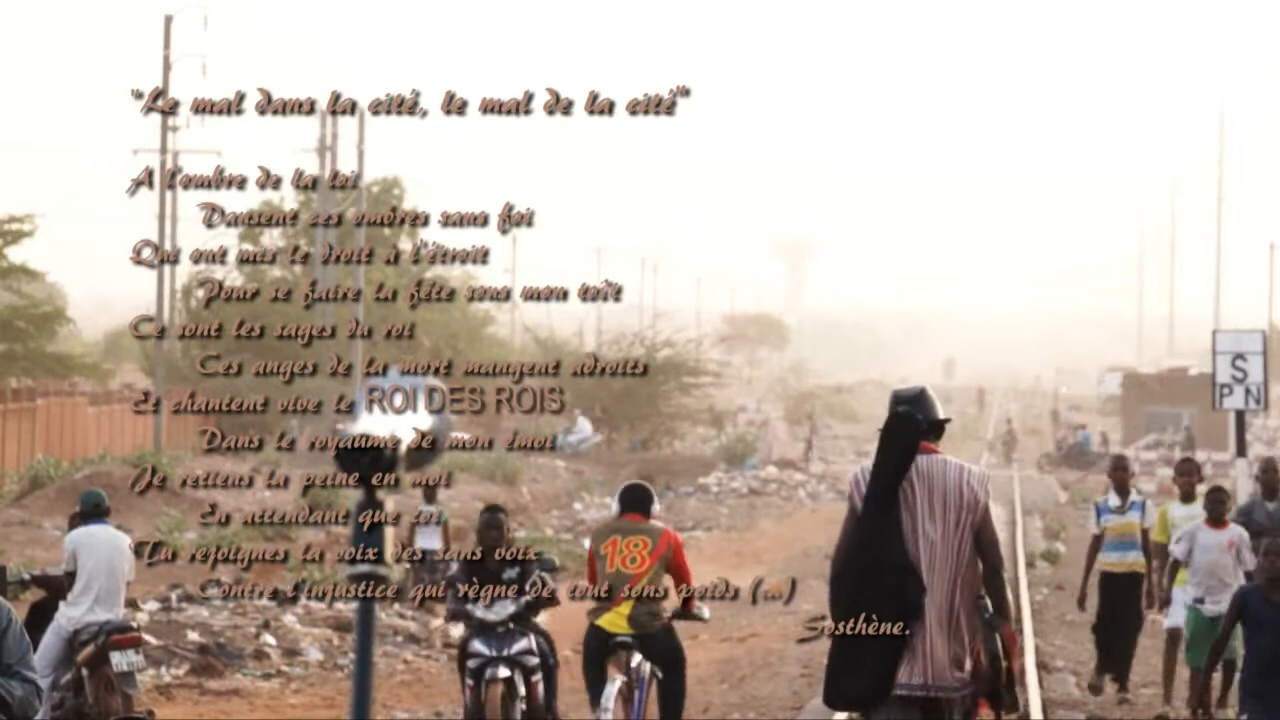 "Le mal dans la cité, le mal de la cité"
A l'ombre de la loi
Dansent ces ombres sans foi
Qui ont mis le droit à l'étroit
Pour se faire la fête sous mon toît
Ce sont les sages du roi
Ces anges de la mort mangent adroits
Et chantent vive le ROI DES ROIS
Dans le royaume de mon émoi
Je retiens la peine en moi
En attendant que toi
Tu rejoignes la voix des sans voix
Contre l'injustice qui règne de tout sons poids (...)
Sosthène.
18
S
P N